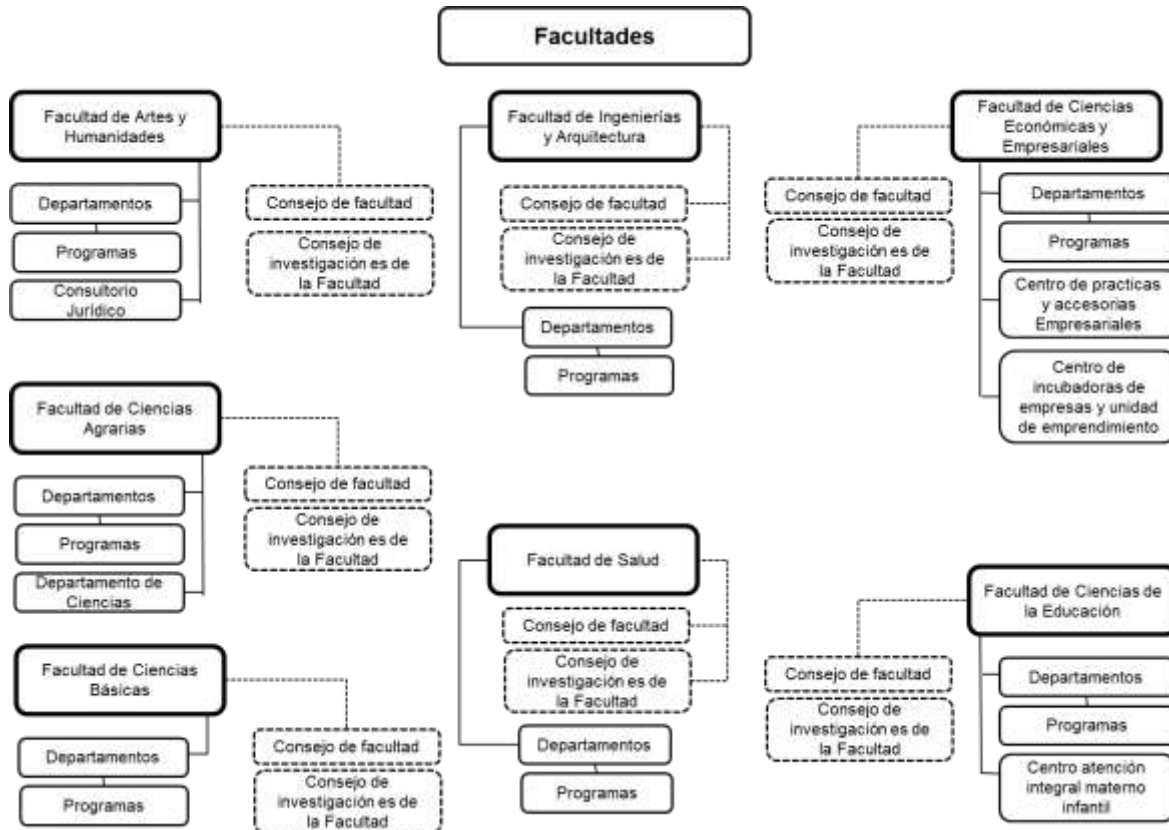 Facultades
Facultad de Artes y
Humanidades
Departamentos
Programas
Consultorio
Jurídico
Consejo de facultad
Consejo de
investigación es de
la Facultad
Facultad de Ingenierías
y Arquitectura
Consejo de facultad
Consejo de
investigación es de
la Facultad
Departamentos
Programas
Facultad de Ciencias
Económicas y
Empresariales
Consejo de facultad
Consejo de
investigación es de
la Facultad
Departamentos
Programas
Centro de practicas
y accesorias
Empresariales
Centro de
incubadoras de
empresas y unidad
de emprendimiento
Facultad de Ciencias
Agrarias
Departamentos
Programas
Departamento de
Ciencias
Consejo de facultad
Consejo de
investigación es de
la Facultad
Facultad de Salud
Consejo de facultad
Consejo de
investigación es de
la Facultad
Departamentos
Programas
Facultad de Ciencias de
la Educación
Consejo de facultad
Consejo de
investigación es de
la Facultad
Departamentos
Programas
Centro atención
integral materno
infantil
Facultad de Ciencias
Básicas
Departamentos
Programas
Consejo de facultad
Consejo de
investigación es de
la Facultad